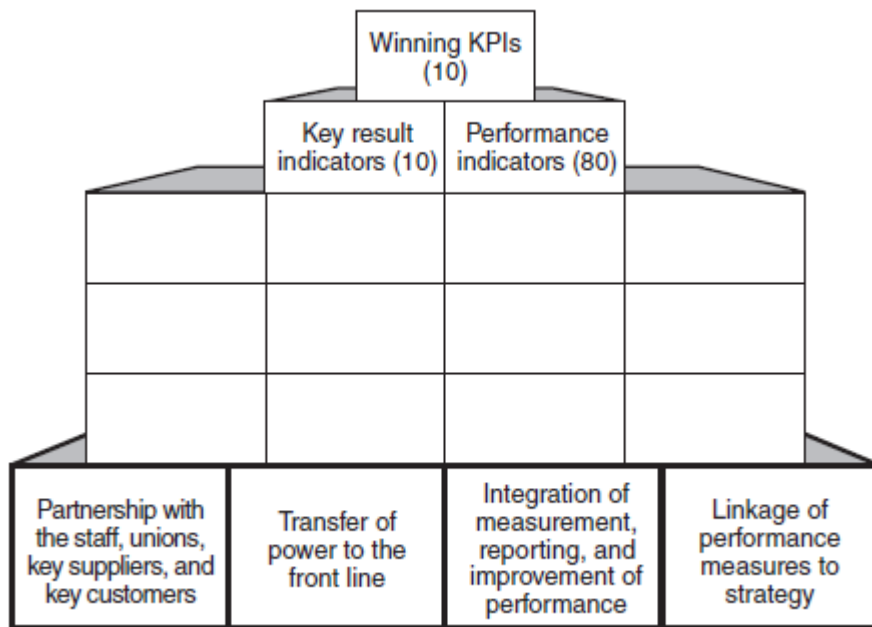 Winning KPIs
(10)
Key result
indicators (10)
Performance
indicators (80)
Partnership with
the staff, unions,
key suppliers, and
key customers
Transfer of
power to the
front line
Integration of
measurement,
reporting, and
improvement of
performance
Linkage of
performance
measures to
strategy